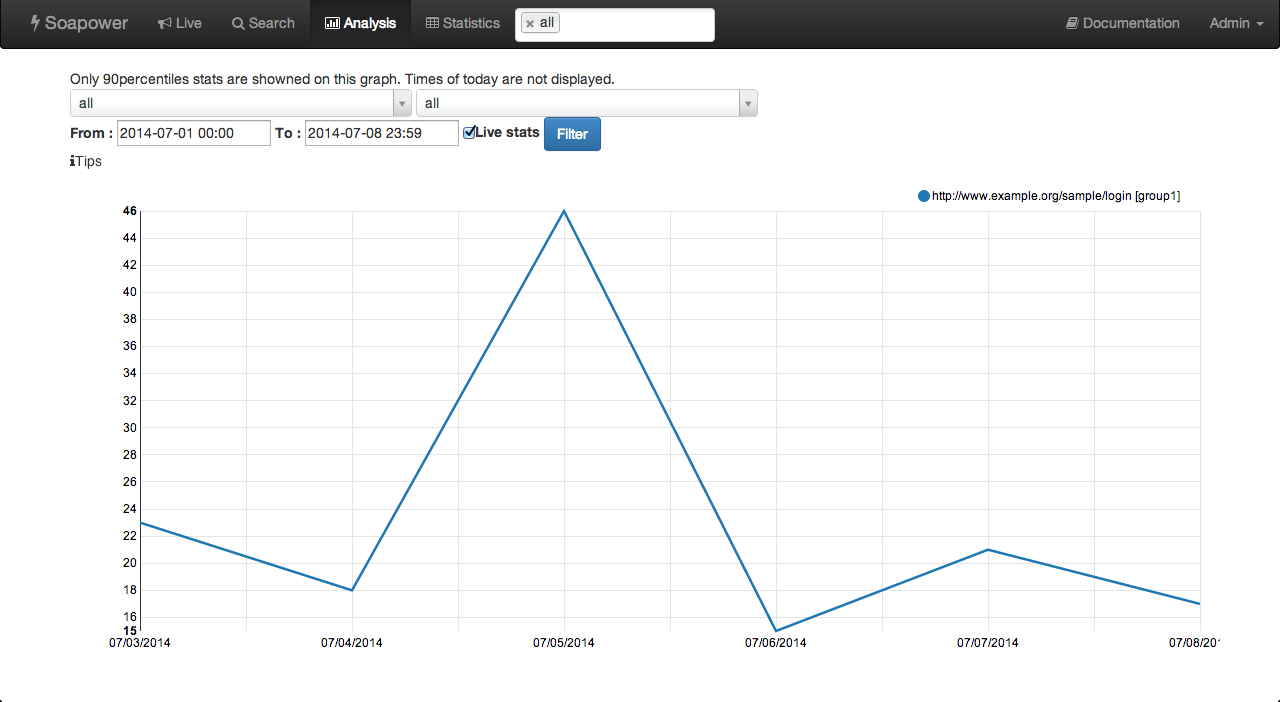 Soapower Live Search Analysis Statistics × all Documentation Admin
Only 90percentiles stats are showned on this graph. Times of today are not displayed.
all all
From : 2014-07-01 00:00 To : 2014-07-08 23:59 Live stats Filter
Tips
http://www.example.org/sample/login [group1]
46
44
42
40
38
36
34
32
30
28
26
24
22
20
18
16
15
07/03/2014 07/04/2014 07/05/2014 07/06/2014 07/07/2014 07/08/201